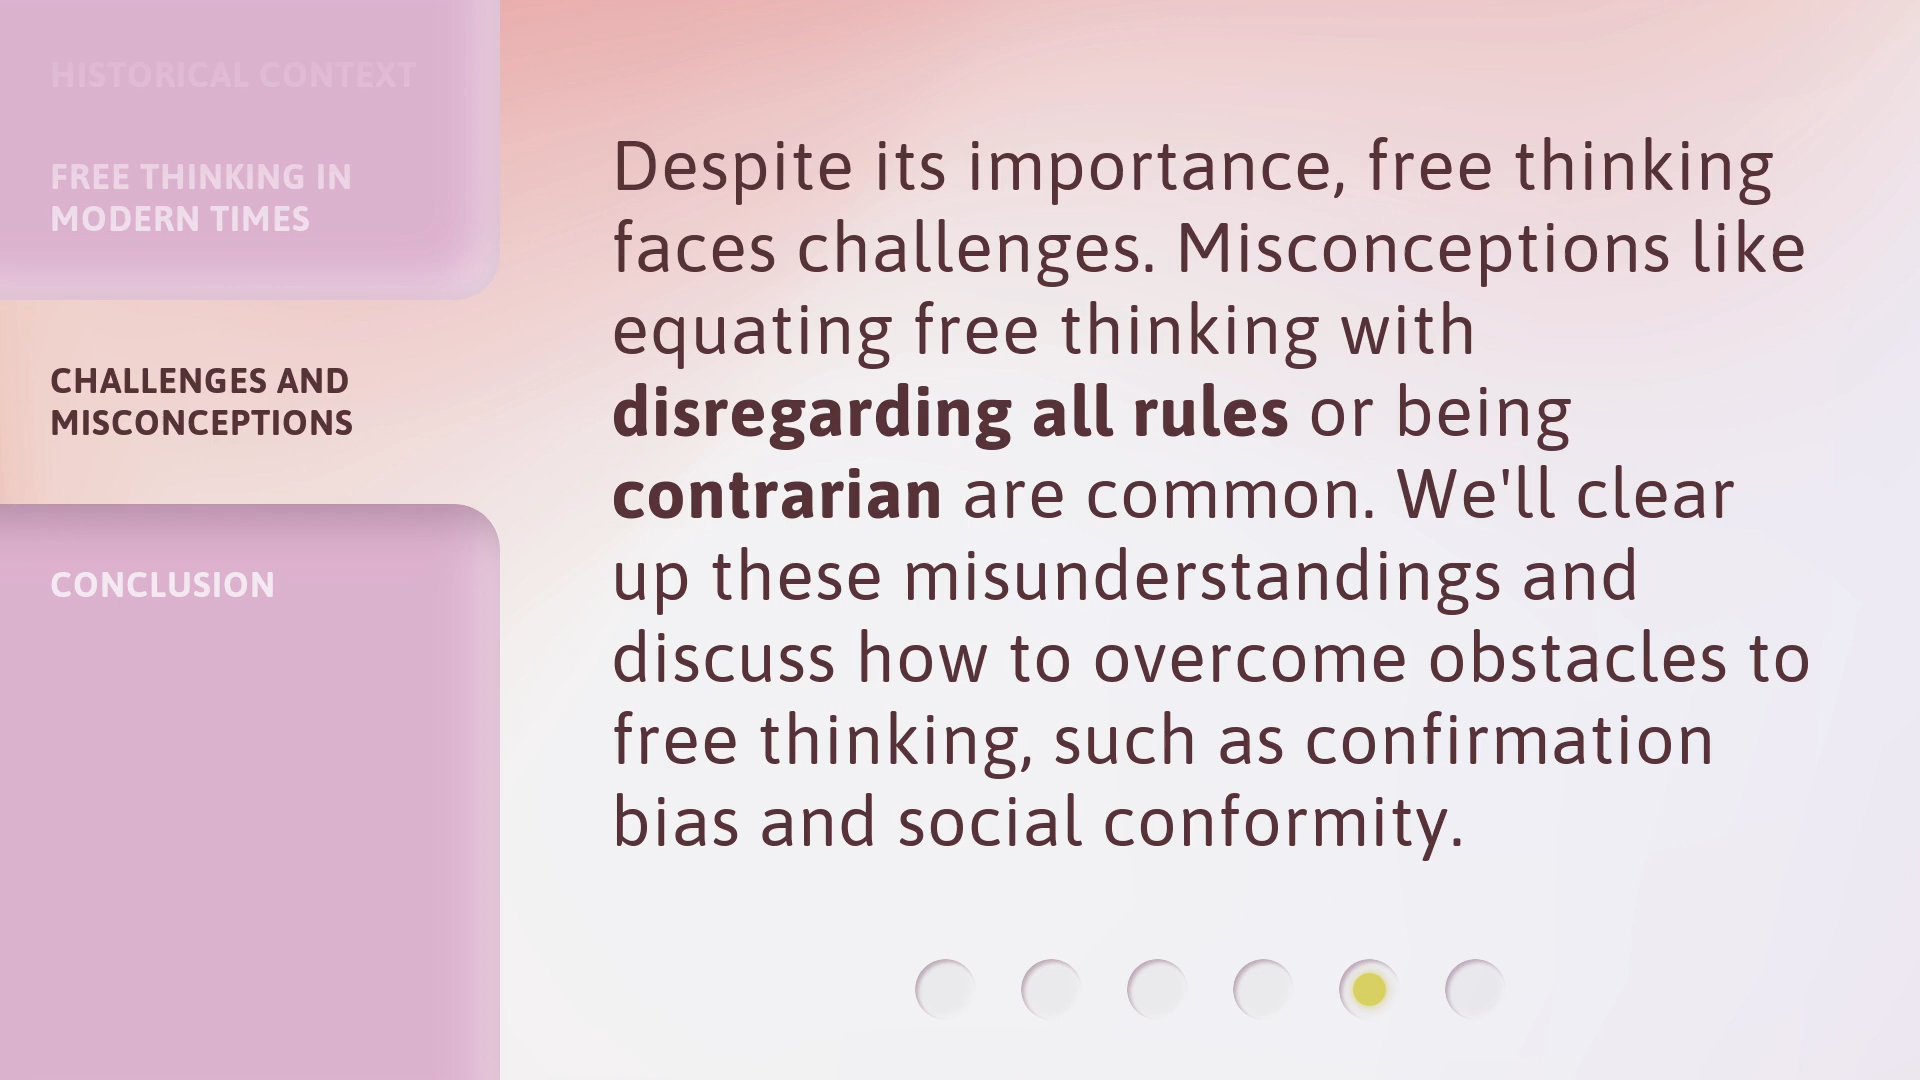 HISTORICAL CONTEXT
FREE THINKING IN
MODERN TIMES
CHALLENGES AND
MISCONCEPTIONS
CONCLUSION
Despite its importance, free thinking
faces challenges. Misconceptions like
equating free thinking with
disregarding all rules or being
contrarian are common. We'll clear
up these misunderstandings and
discuss how to overcome obstacles to
free thinking, such as confirmation
bias and social conformity.